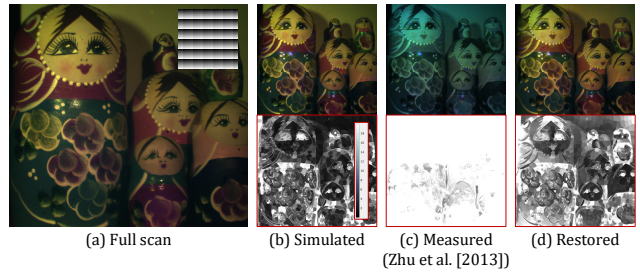 (a) Full scan
(b) Simulated
(c) Measured
(Zhu et al. [2013])
(d) Restored